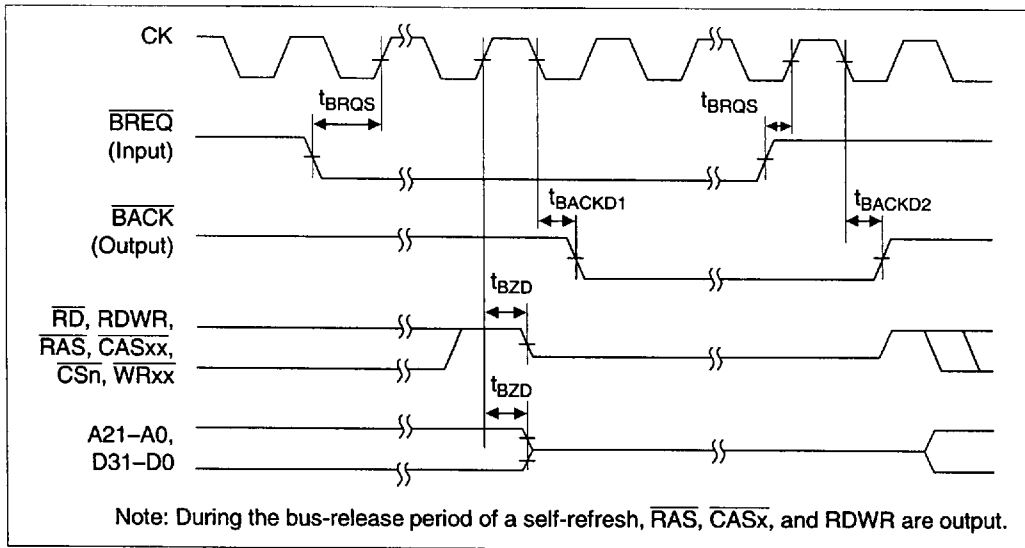 CK
tBRQS
tBRQS
BREQ
(Input)
tBACKD1
tBACKD2
BACK
(Output)
tBZD
RD, RDWR,
RAS, CASxx,
CSn, WRxx
tBZD
A21–A0,
D31–D0
Note: During the bus-release period of a self-refresh, RAS, CASx, and RDWR are output.